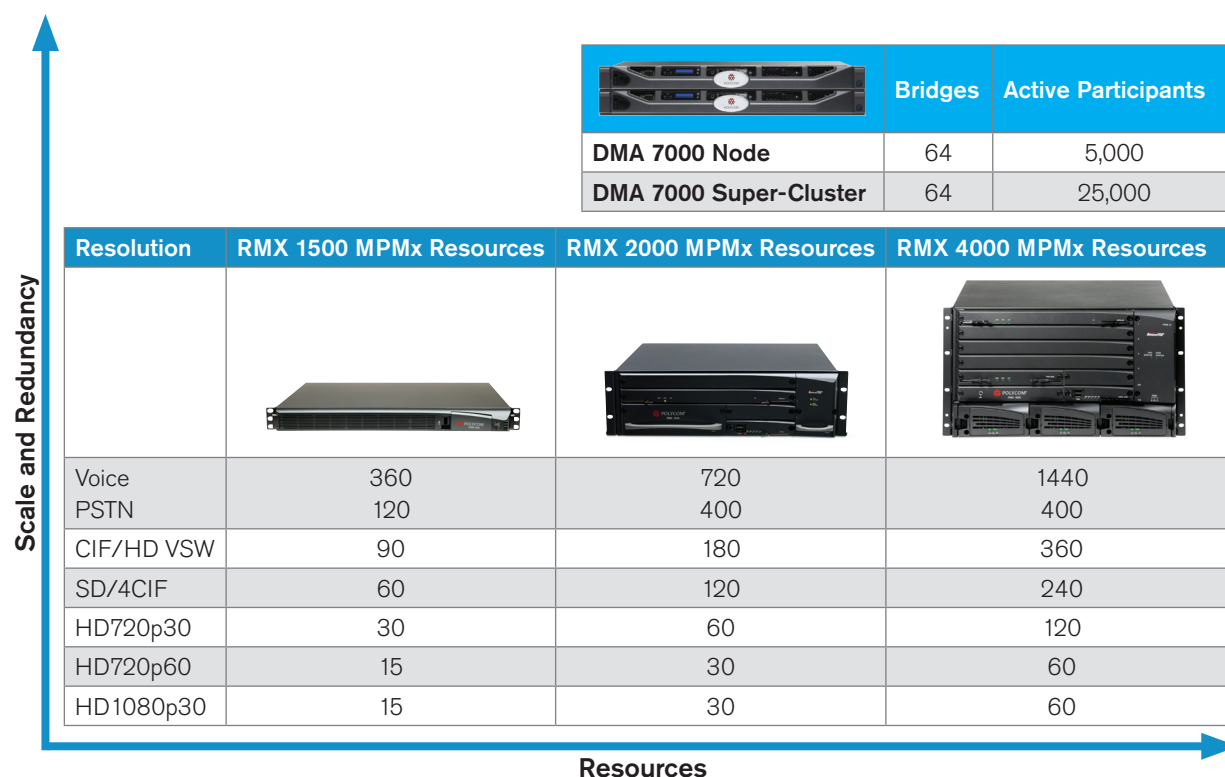 Bridges Active Participants
DMA 7000 Node 64 5,000
DMA 7000 Super-Cluster 64 25,000
Resolution RMX 1500 MPMx Resources RMX 2000 MPMx Resources RMX 4000 MPMx Resources
POLYCOM
POLYCOM
POLYCOM
Voice 360 720 1440
PSTN 120 400 400
CIF/HD VSW 90 180 360
SD/4CIF 60 120 240
HD720p30 30 60 120
HD720p60 15 30 60
HD1080p30 15 30 60
Scale and Redundancy
Resources